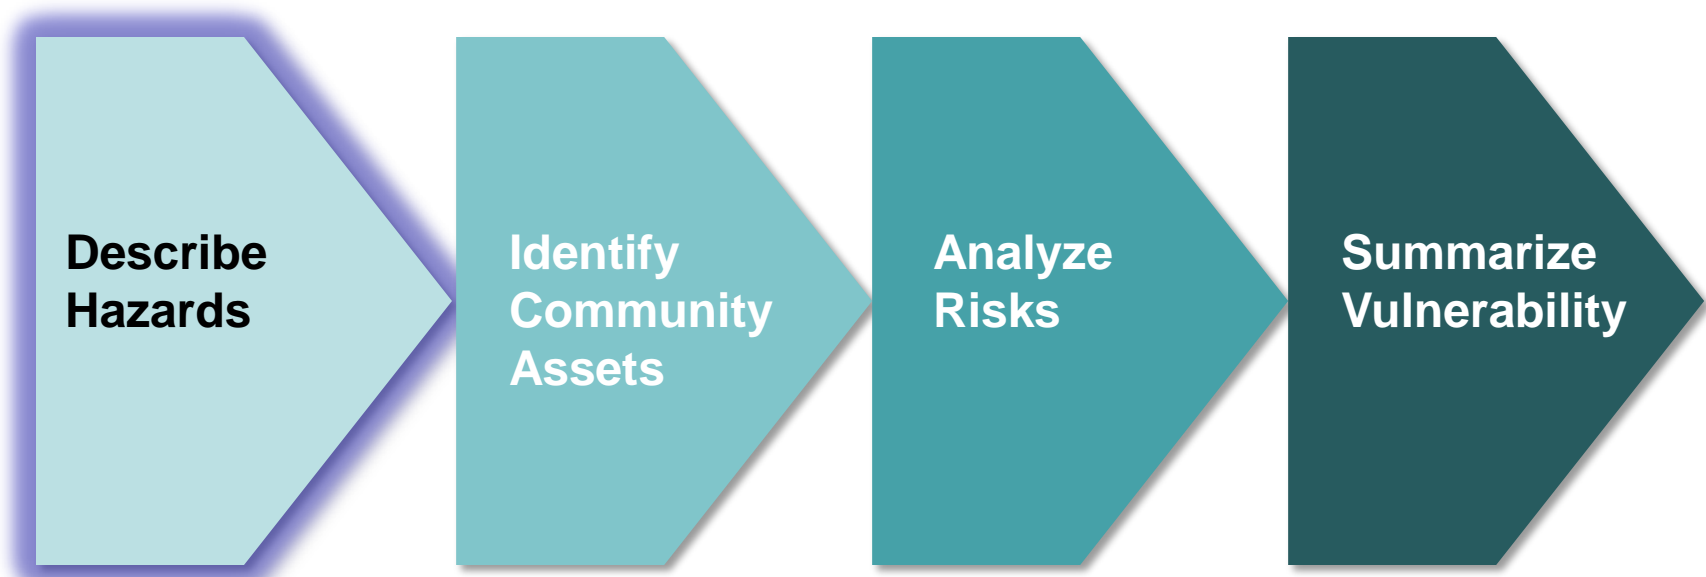 Describe
Hazards
Identify
Community
Assets
Analyze
Risks
Summarize
Vulnerability